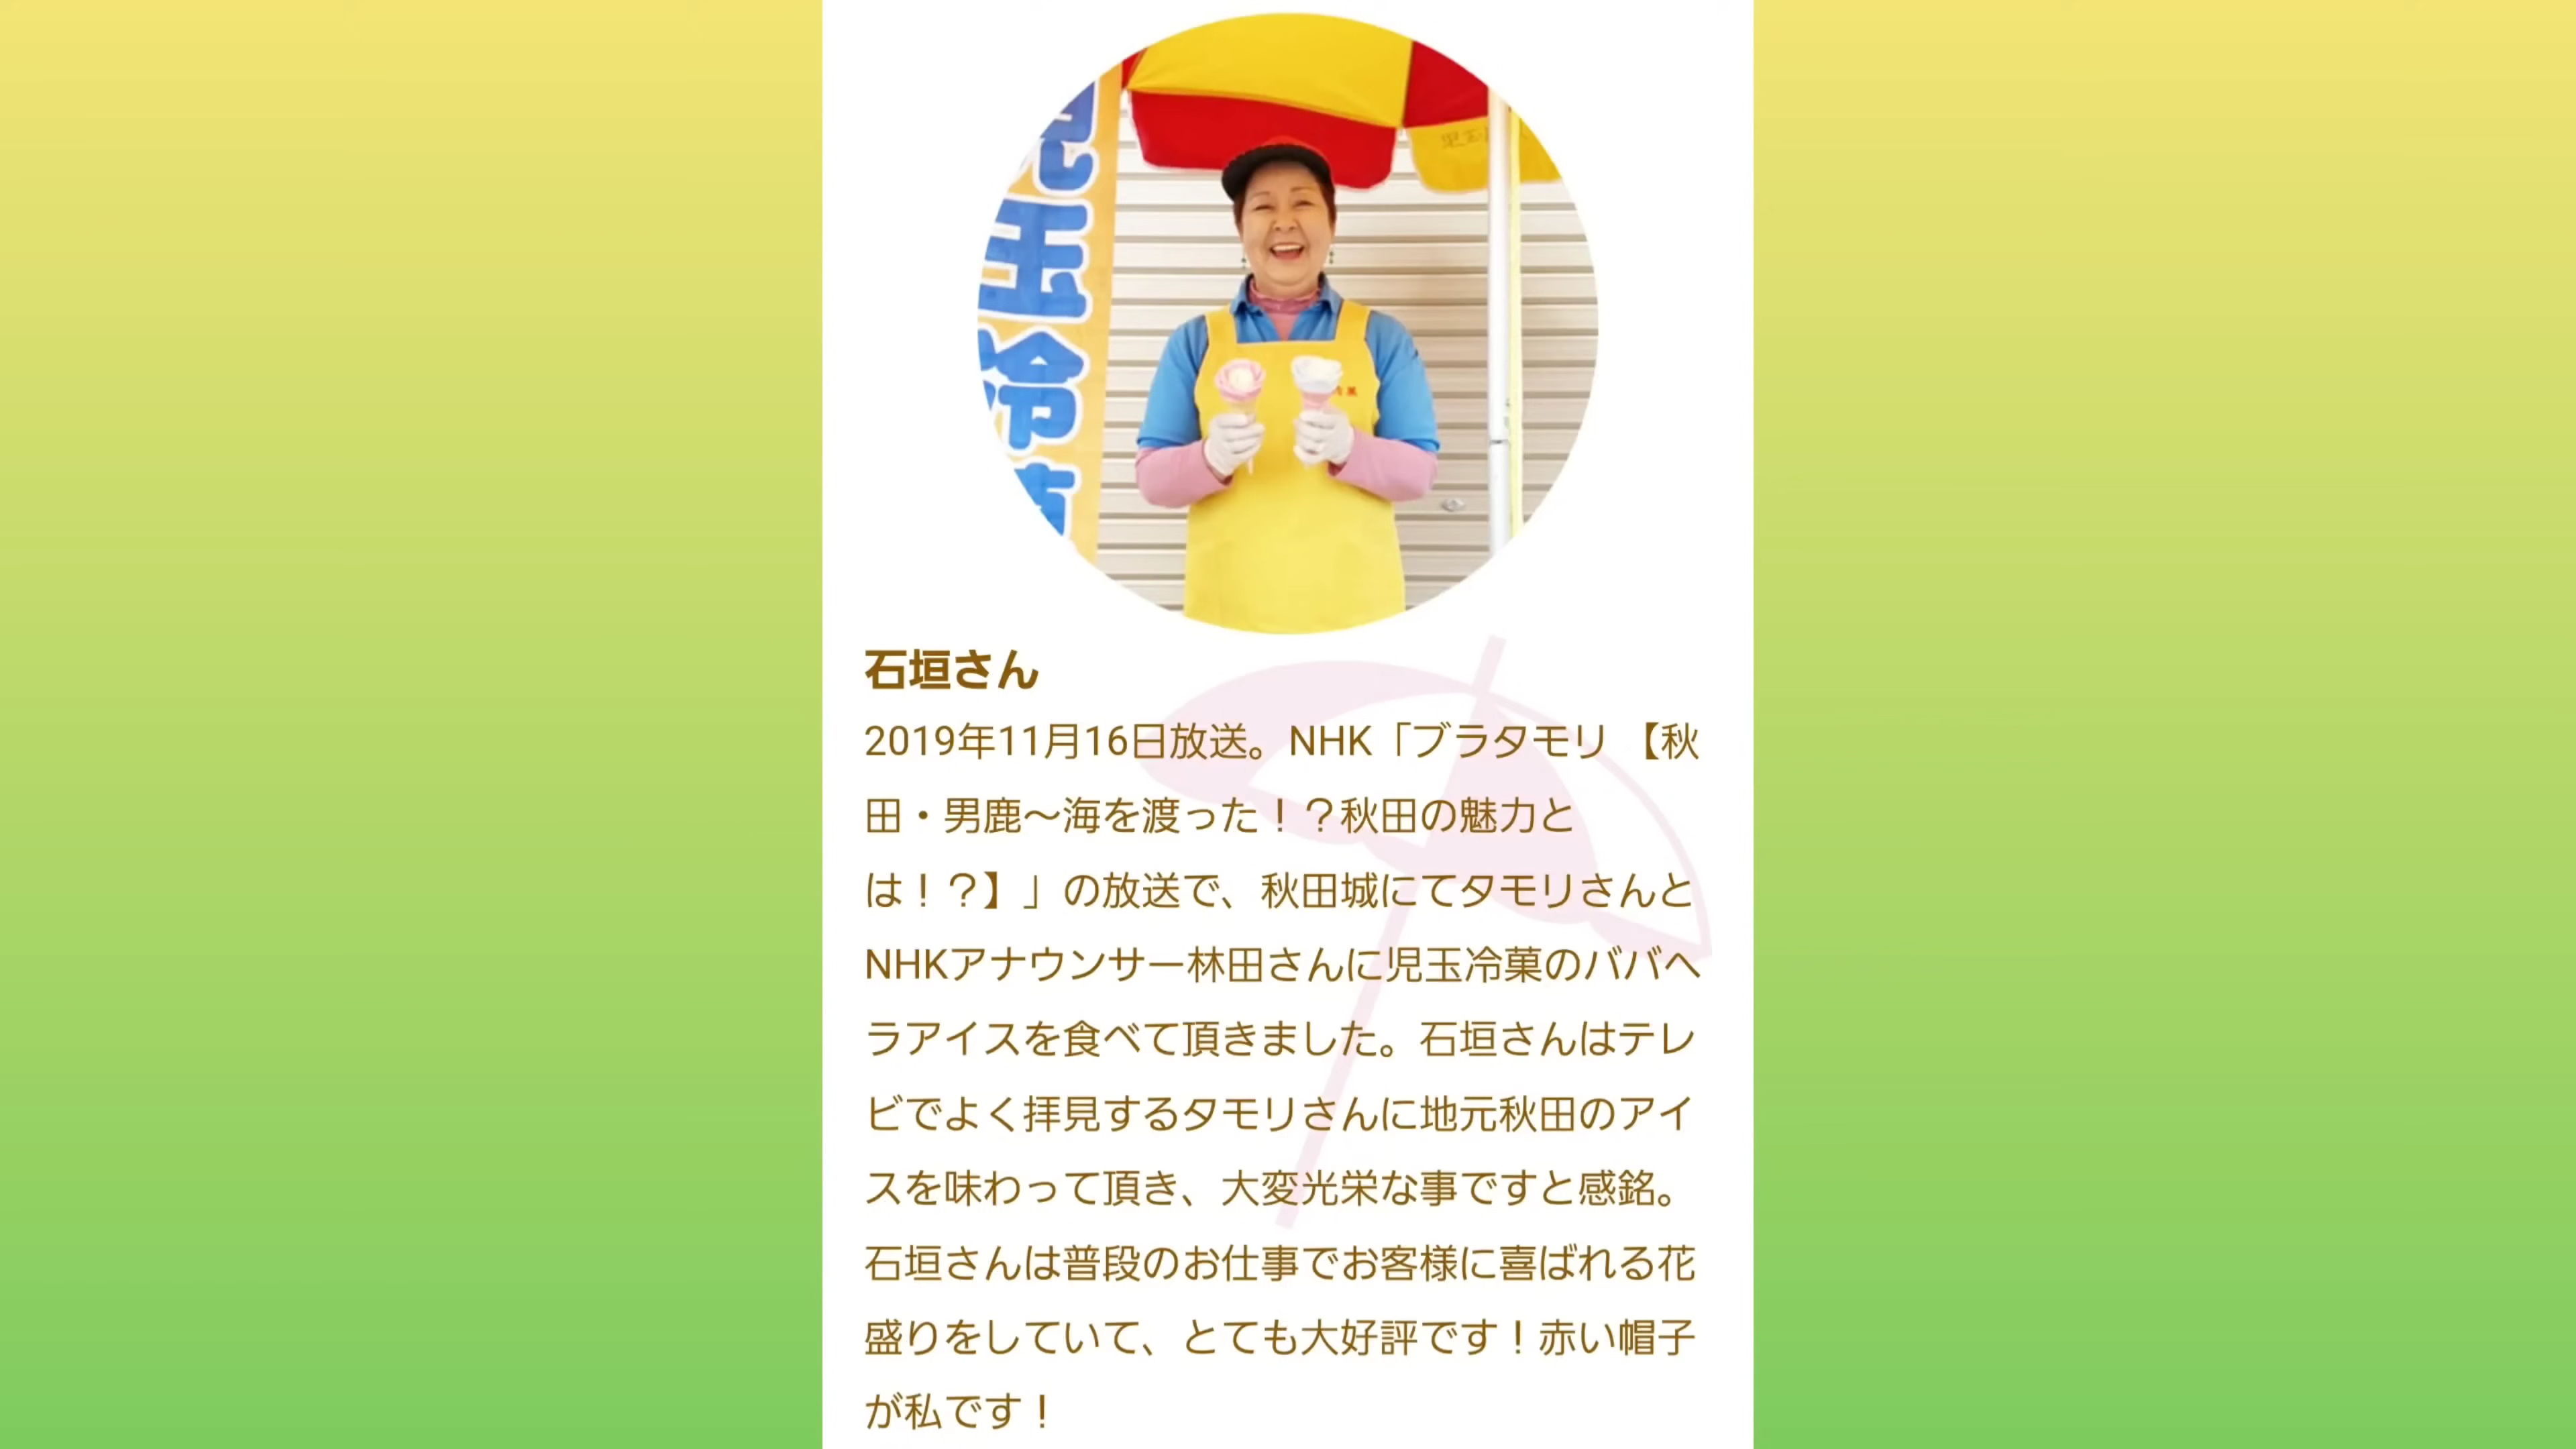 児玉冷菓
石垣さん
2019年11月16日放送。NHK「ブラタモリ 【秋
田・男鹿～海を渡った！？秋田の魅力と
は！？】」の放送で、秋田城にてタモリさんと
NHKアナウンサー林田さんに児玉冷菓のババヘ
ラアイスを食べて頂きました。石垣さんはテレ
ビでよく拝見するタモリさんに地元秋田のアイ
スを味わって頂き、大変光栄な事ですと感銘。
石垣さんは普段のお仕事でお客様に喜ばれる花
盛りをしていて、とても大好評です！赤い帽子
が私です！